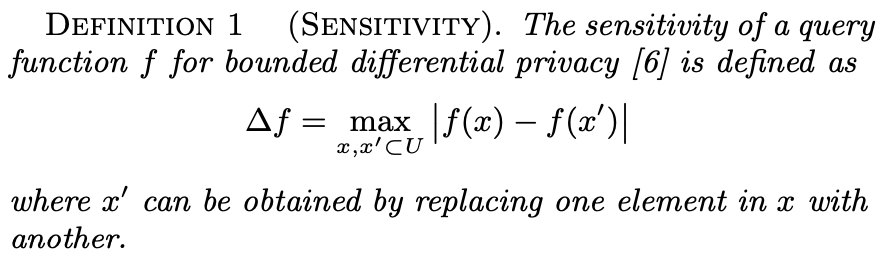 DEFINITION 1 (SENSITIVITY). The sensitivity of a query
function f for bounded differential privacy [6] is defined as
Δf = max |f(x) − f(x′)|
x,x′⊂U
where x′ can be obtained by replacing one element in x with
another.